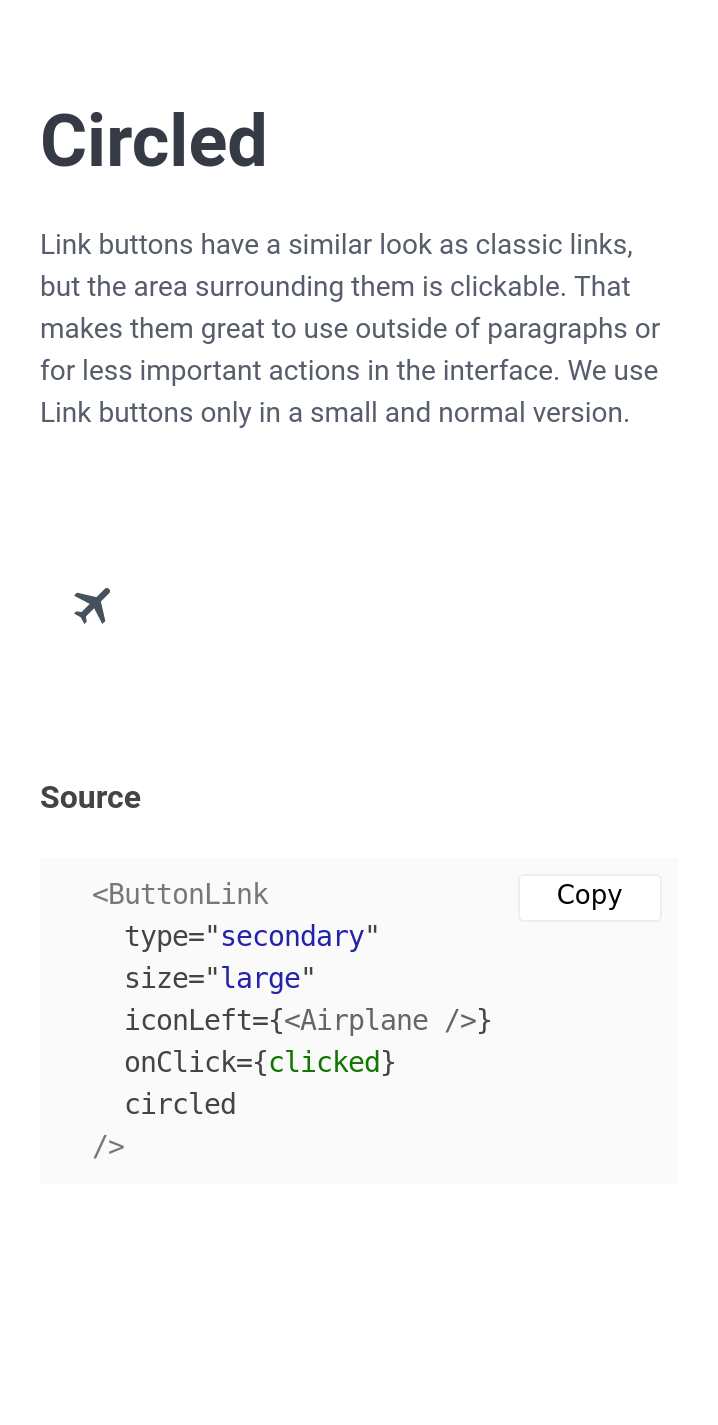 Circled
Link buttons have a similar look as classic links,
but the area surrounding them is clickable. That
makes them great to use outside of paragraphs or
for less important actions in the interface. We use
Link buttons only in a small and normal version.
Source
<ButtonLink
Copy
type="secondary"
size="large"
iconLeft={<Airplane />}
onClick={clicked}
circled
/>